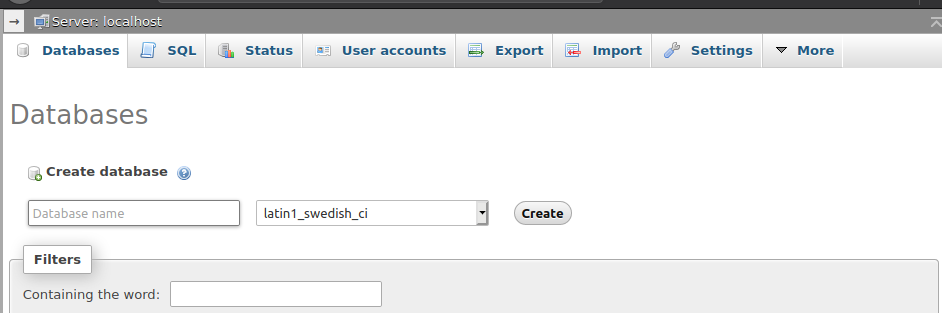 Server: localhost
Databases SQL Status User accounts Export Import Settings More
Databases
Create database
Database name latin1_swedish_ci Create
Filters
Containing the word: